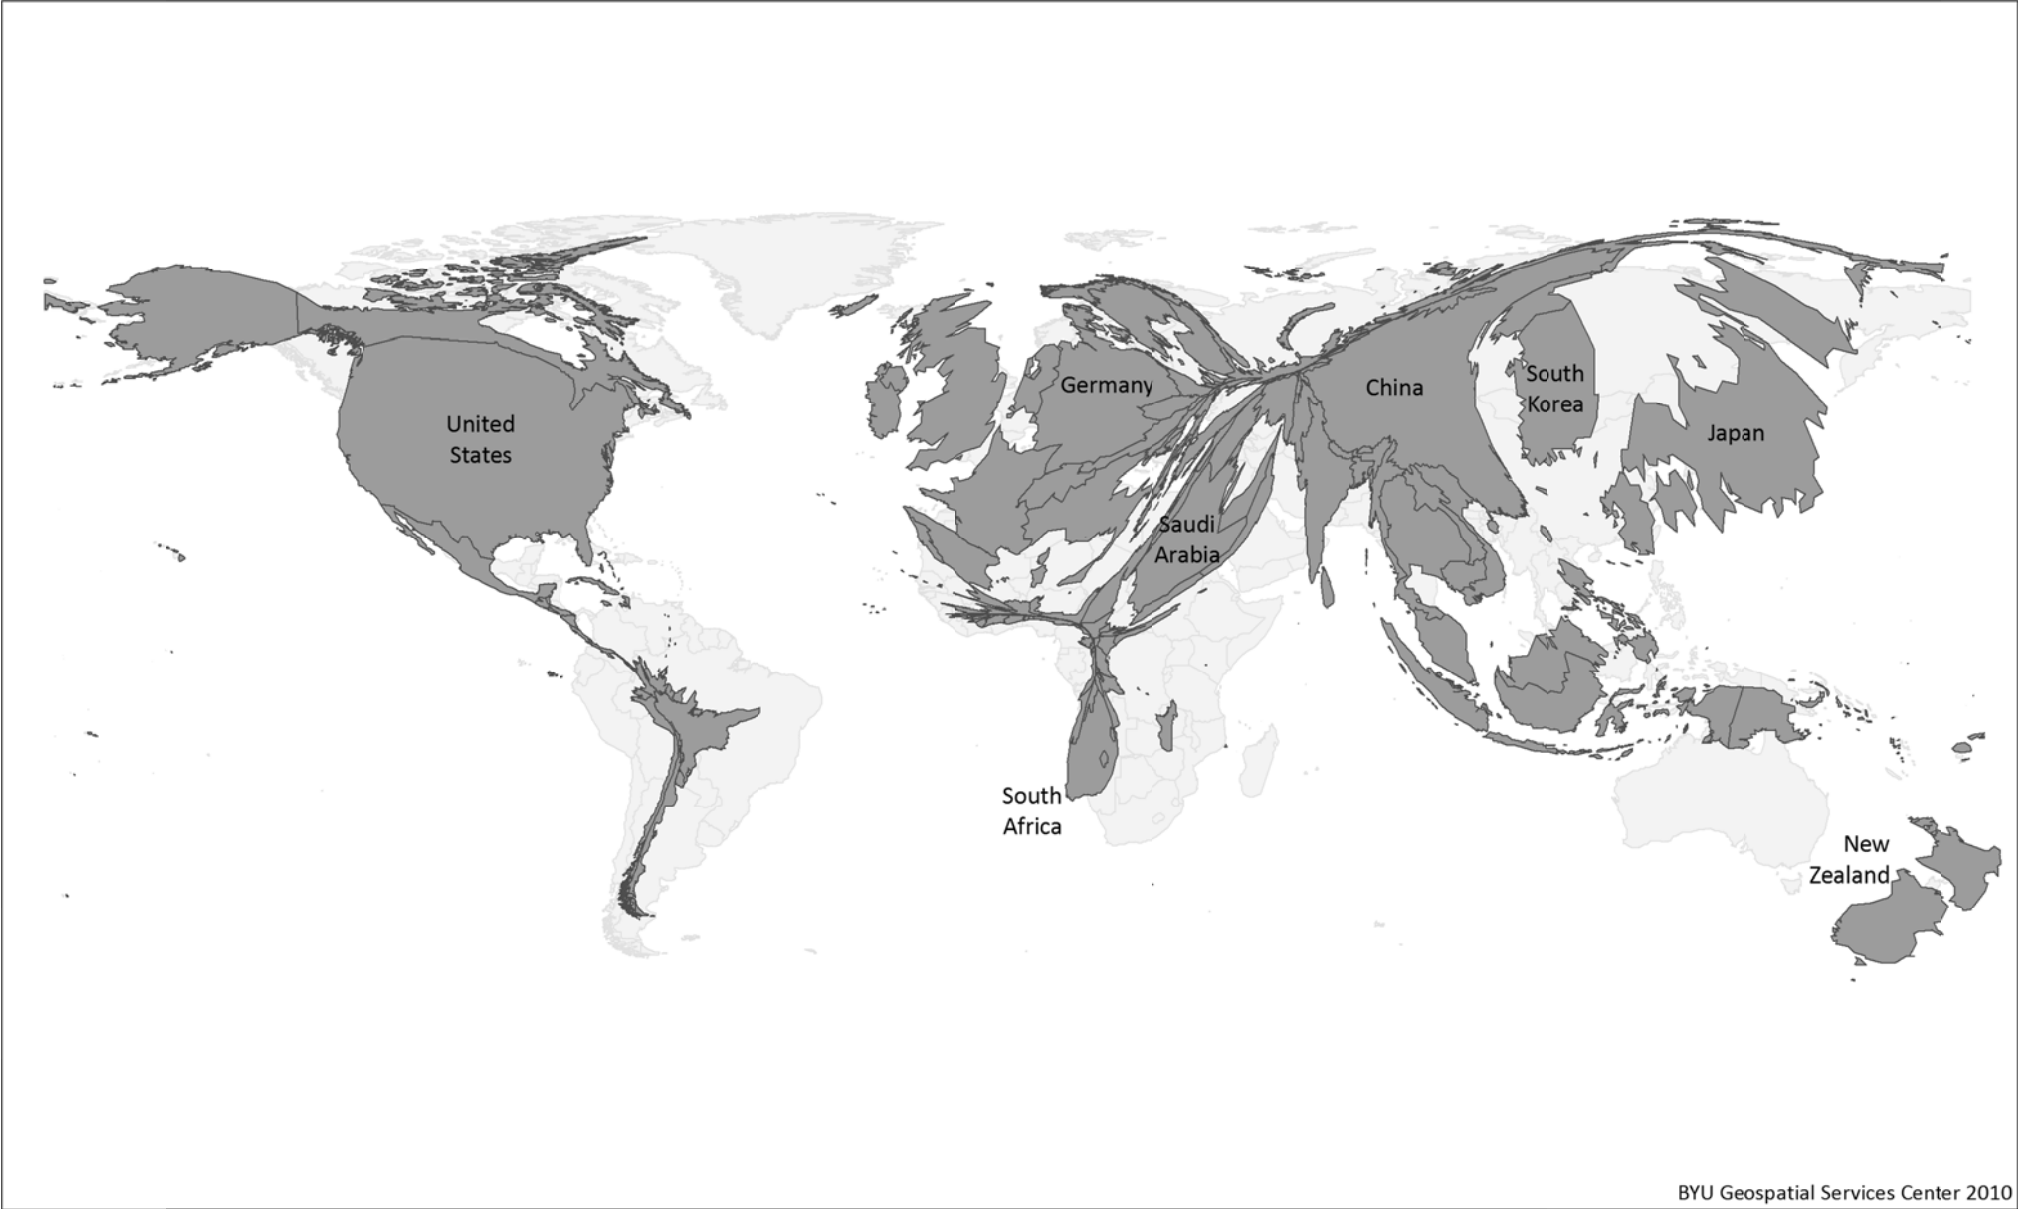 United
States
Germany
China
South
Korea
Japan
Saudi
Arabia
South
Africa
New
Zealand
BYU Geospatial Services Center 2010